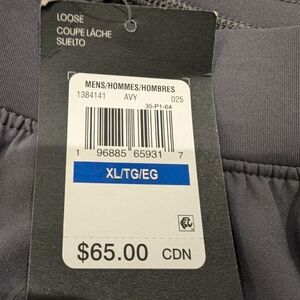 LOOSE
COUPE LÂCHE
SUELTO
MENS/HOMMES/HOMBRES
1384141 AVY 025
35-P1-64
1 96885 65931 7
XL/TG/EG
$65.00 CDN